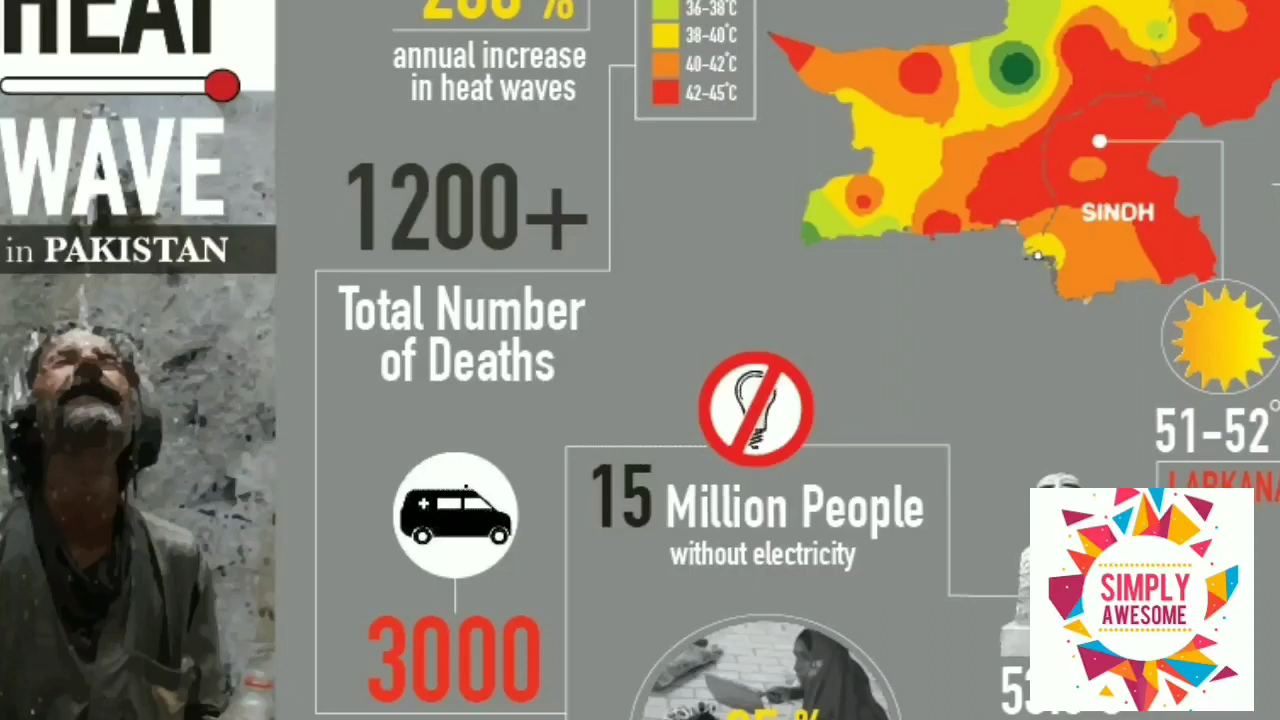 HEAT
WAVE
in PAKISTAN
annual increase
in heat waves
36-38°C
38-40°C
40-42°C
42-45°C
1200+
Total Number
of Deaths
SINDH
51-52°
LARKANA
15 Million People
without electricity
3000
SIMPLY
AWESOME